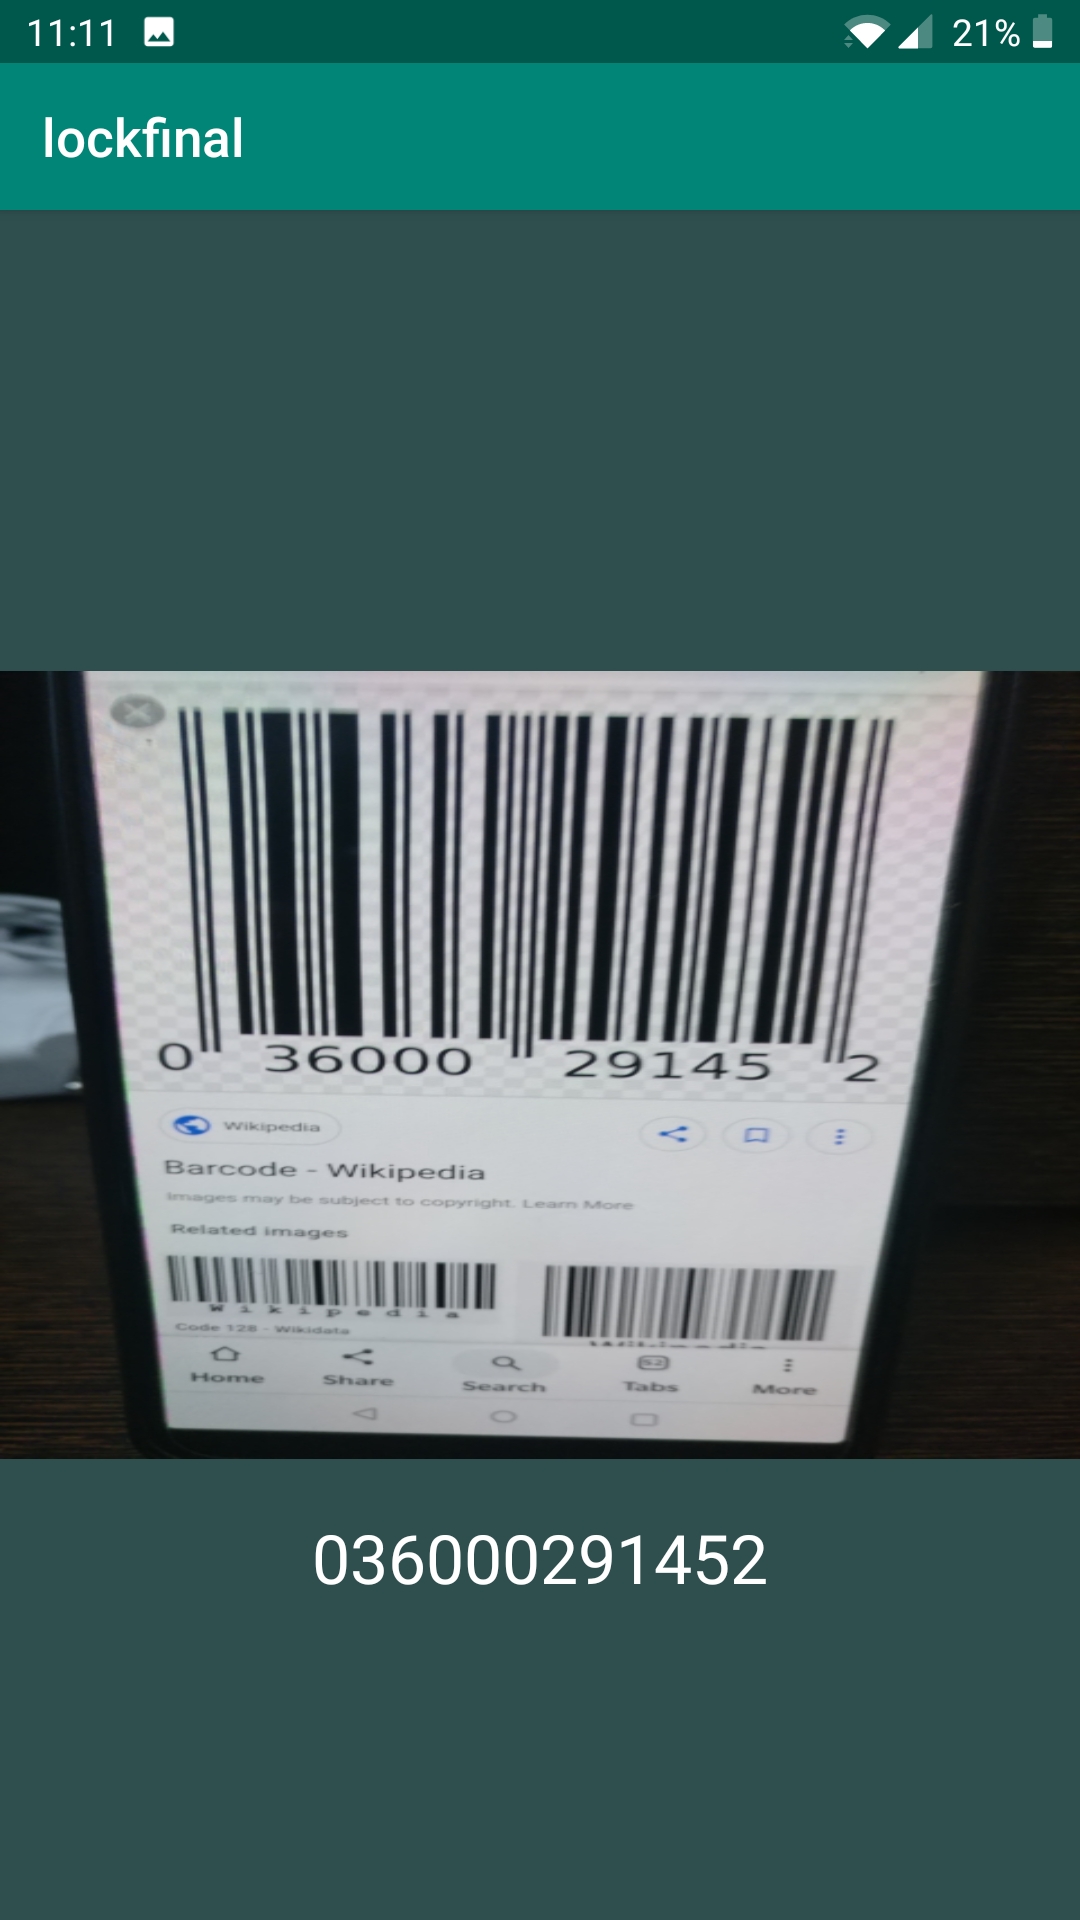 11:11 21%
lockfinal
0 36000 29145 2
Wikipedia
Barcode - Wikipedia
Images may be subject to copyright. Learn More
Related images
W i k i p e d i a
Code 128 - Wikidata
Home Share Search Tabs More
036000291452